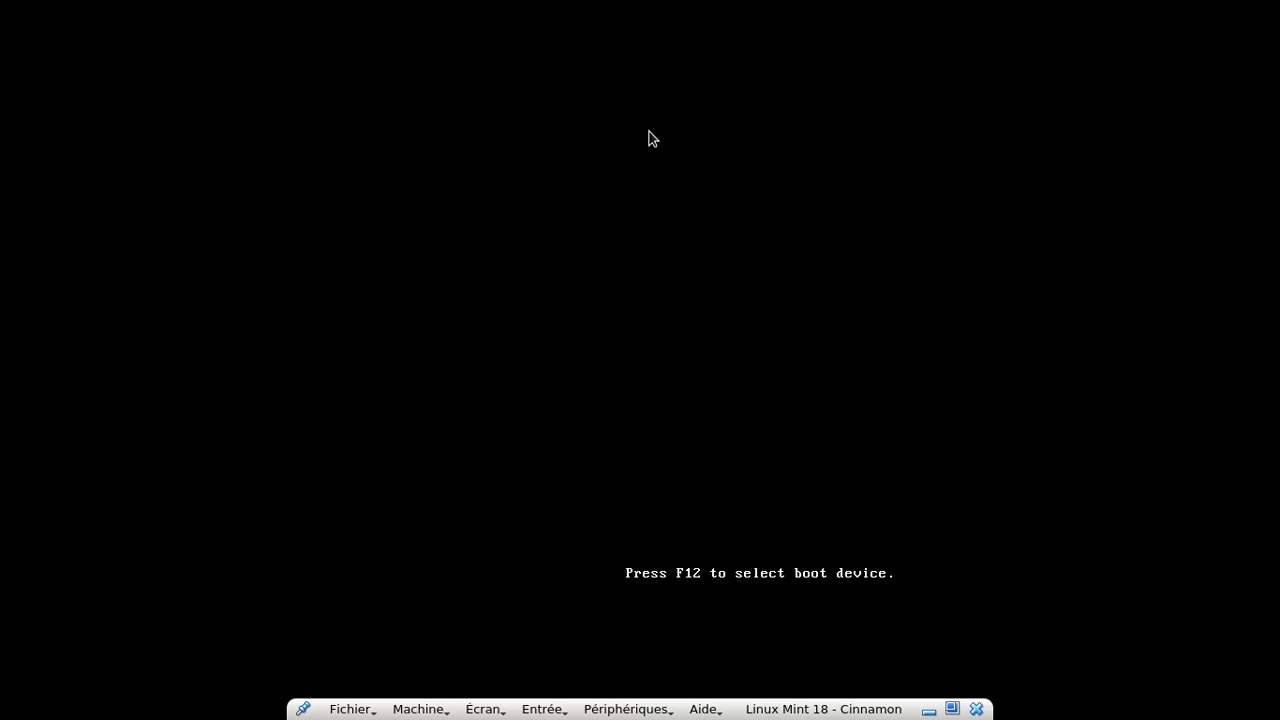 Press F12 to select boot device.
Fichier Machine Écran Entrée Périphériques Aide Linux Mint 18 - Cinnamon